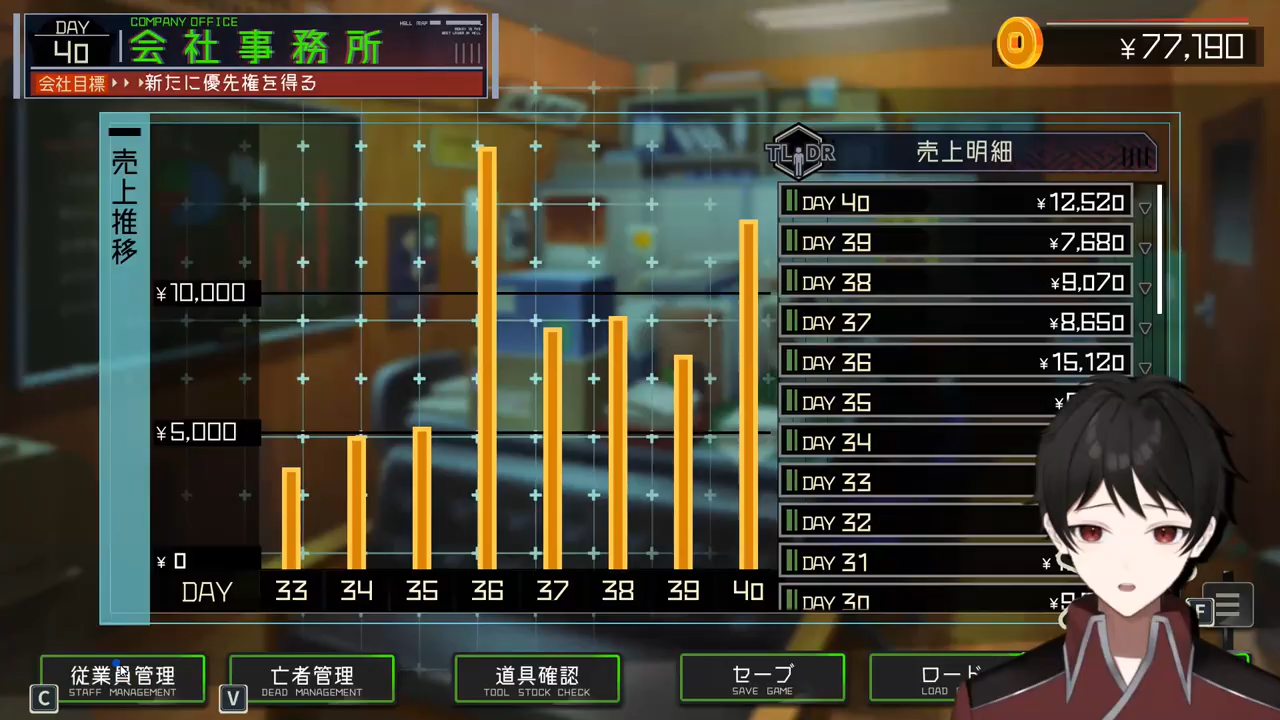 DAY
40
COMPANY OFFICE
会社事務所
会社目標 新たに優先権を得る
¥77,190
売上推移
¥10,000
¥5,000
¥0
DAY 33 34 35 36 37 38 39 40
TL;DR
売上明細
DAY 40 ¥12,520
DAY 39 ¥7,680
DAY 38 ¥9,070
DAY 37 ¥8,650
DAY 36 ¥15,120
DAY 35
DAY 34
DAY 33
DAY 32
DAY 31
DAY 30
F
従業員管理
STAFF MANAGEMENT
C
亡者管理
DEAD MANAGEMENT
V
道具確認
TOOL STOCK CHECK
セーブ
SAVE GAME
ロード
LOAD